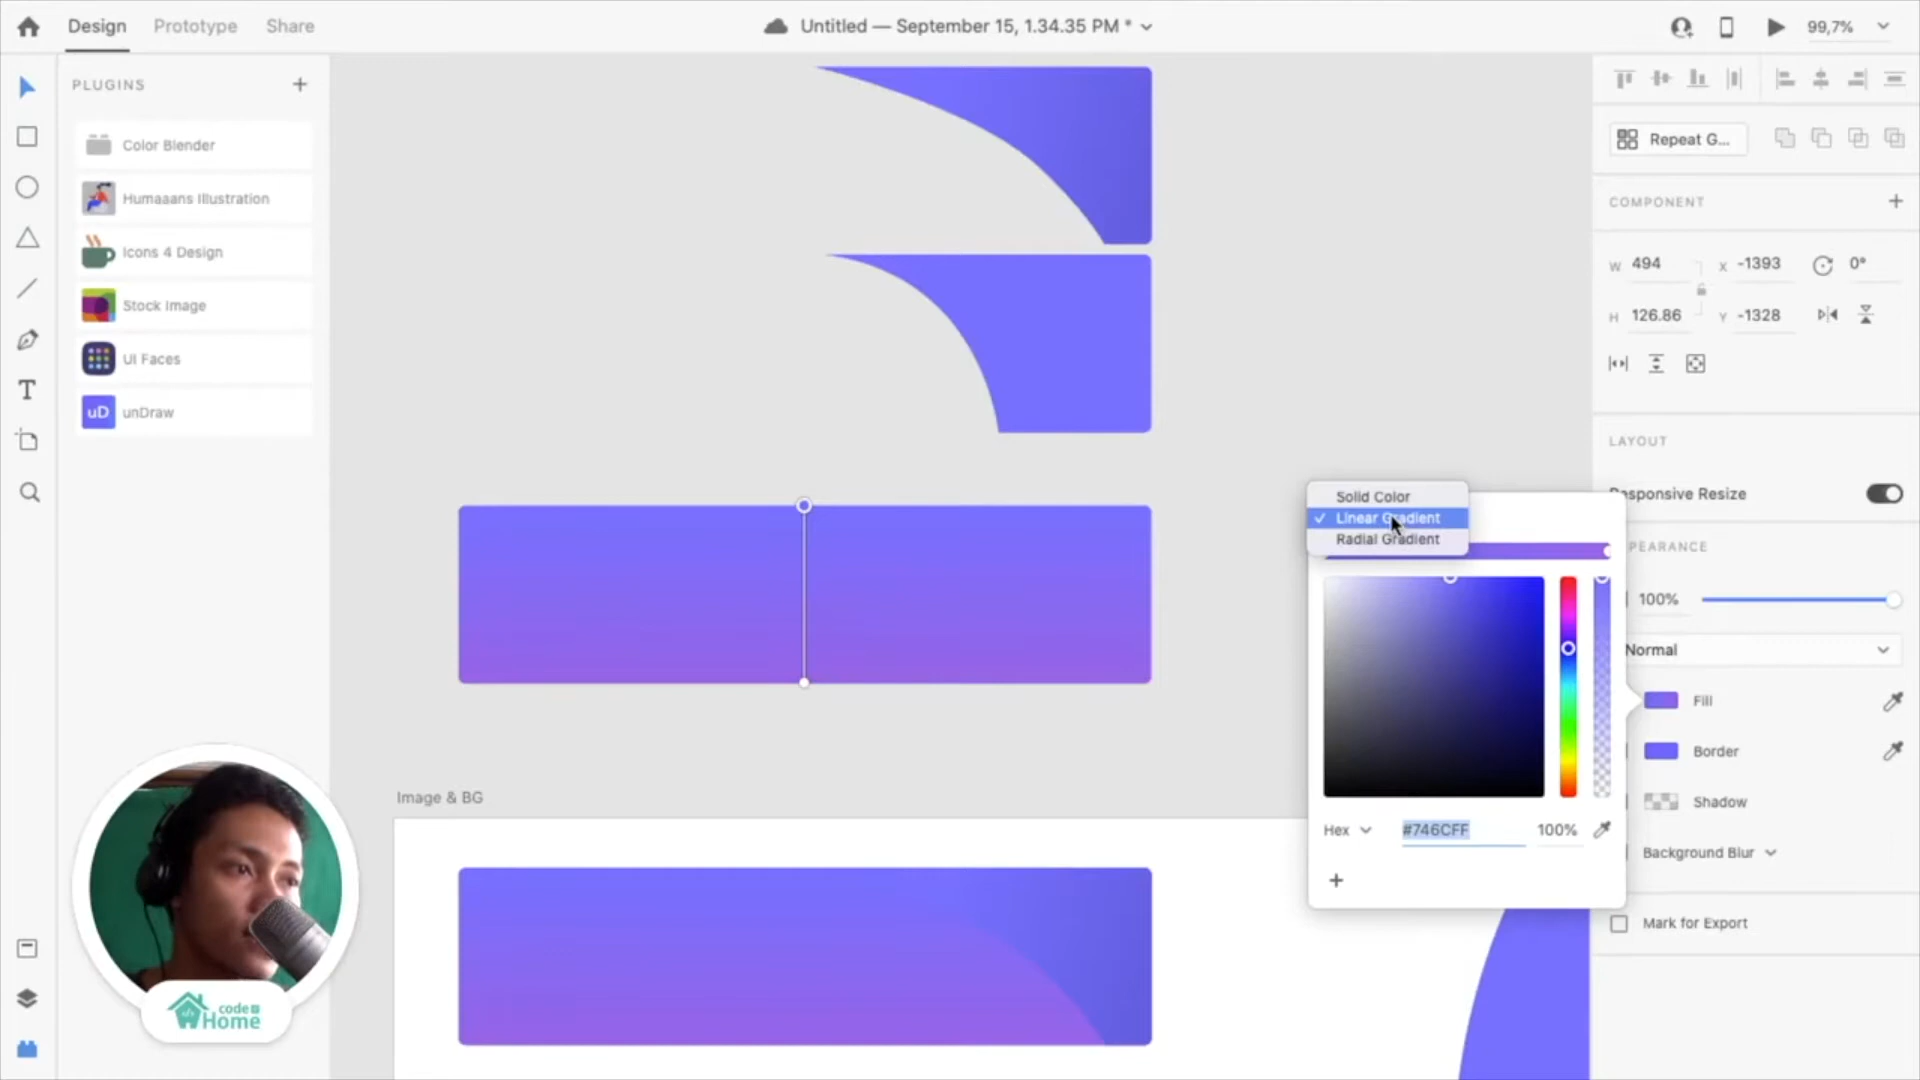 Design
Prototype
Share
Untitled — September 15, 1.34.35 PM *
99,7%
PLUGINS
Color Blender
Humaaans Illustration
Icons 4 Design
Stock Image
UI Faces
uD
unDraw
T
Image & BG
code
Home
Solid Color
Linear Gradient
Radial Gradient
Hex
#746CFF
100%
Repeat G...
COMPONENT
W 494
X -1393
0°
H 126.86
Y -1328
LAYOUT
Responsive Resize
PEARANCE
100%
Normal
Fill
Border
Shadow
Background Blur
Mark for Export